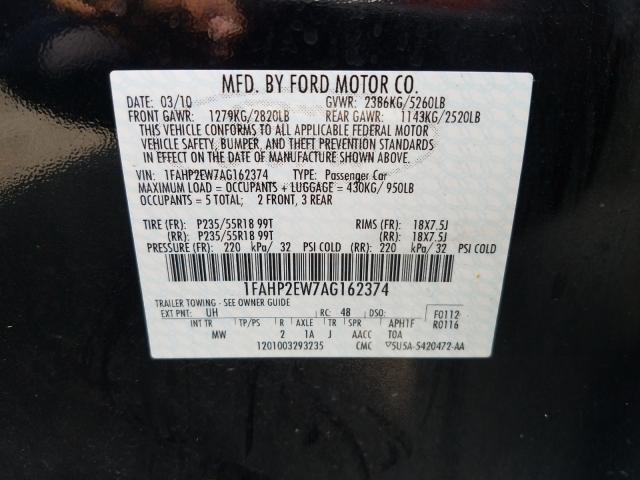 MFD. BY FORD MOTOR CO.
DATE: 03/10 GVWR: 2386KG/5260LB
FRONT GAWR: 1279KG/2820LB REAR GAWR: 1143KG/2520LB
THIS VEHICLE CONFORMS TO ALL APPLICABLE FEDERAL MOTOR
VEHICLE SAFETY, BUMPER, AND THEFT PREVENTION STANDARDS
IN EFFECT ON THE DATE OF MANUFACTURE SHOWN ABOVE.
VIN: 1FAHP2EW7AG162374 TYPE: Passenger Car
MAXIMUM LOAD = OCCUPANTS + LUGGAGE = 430KG/ 950LB
OCCUPANTS = 5 TOTAL; 2 FRONT, 3 REAR
TIRE (FR): P235/55R18 99T RIMS (FR): 18X7.5J
(RR): P235/55R18 99T (RR): 18X7.5J
PRESSURE (FR): 220 kPa/ 32 PSI COLD (RR): 220 kPa/ 32 PSI COLD
1FAHP2EW7AG162374
TRAILER TOWING - SEE OWNER GUIDE
EXT PNT: UH RC: 48 DSO: F0112
INT TR TP/PS R AXLE TR SPR APH1F R0116
MW 2 1A J AACC TOA
1201003293235 CMC 5U5A-5420472-AA